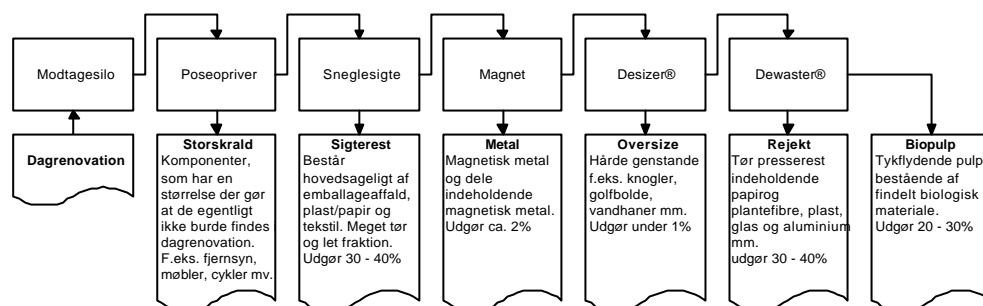 Modtagesilo
Poseopriver
Sneglesigte
Magnet
Desizer®
Dewaster®
Dagrenovation
Storskrald
Komponenter,
som har en
størrelse der gør
at de egentligt
ikke burde findes
dagrenovation.
F.eks. fjernsyn,
møbler, cykler mv.
Sigterest
Består
hovedsageligt af
emballageaffald,
plast/papir og
tekstil. Meget tør
og let fraktion.
Udgør 30 - 40%
Metal
Magnetisk metal
og dele
indeholdende
magnetisk metal.
Udgør ca. 2%
Oversize
Hårde genstande
f.eks. knogler,
golfbolde,
vandhaner mm.
Udgør under 1%
Rejekt
Tør presserest
indeholdende
papirog
plantefibre, plast,
glas og aluminium
mm.
udgør 30 - 40%
Biopulp
Tykflydende pulp
bestående af
findelt biologisk
materiale.
Udgør 20 - 30%